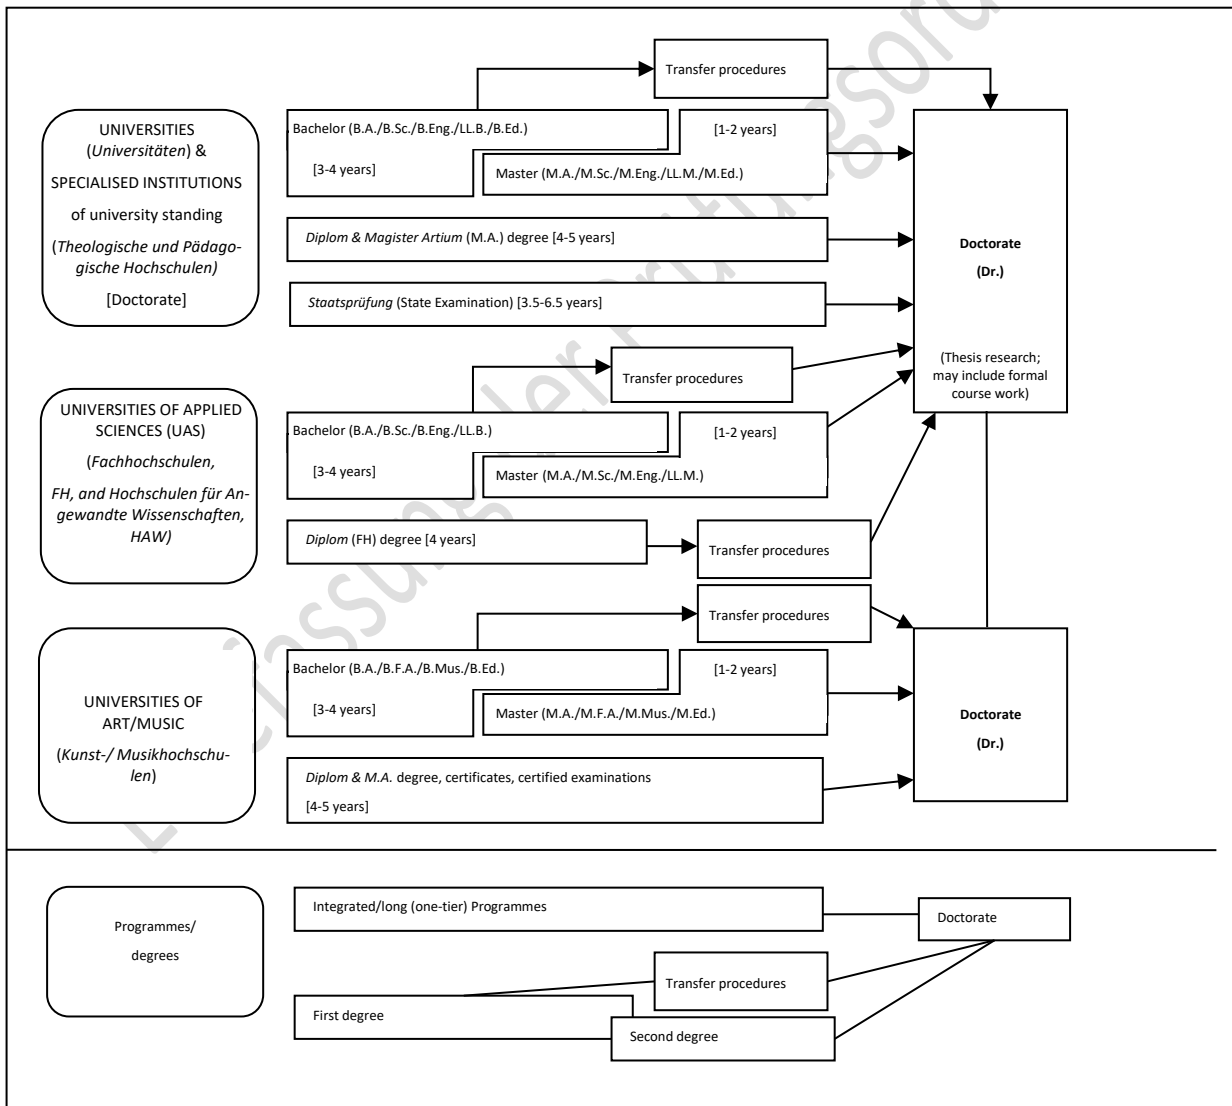 Transfer procedures
UNIVERSITIES
(Universitäten) &
SPECIALISED INSTITUTIONS
of university standing
(Theologische und Pädago-
gische Hochschulen)
[Doctorate]
Bachelor (B.A./B.Sc./B.Eng./LL.B./B.Ed.)
[3-4 years]
[1-2 years]
Master (M.A./M.Sc./M.Eng./LL.M./M.Ed.)
Diplom & Magister Artium (M.A.) degree [4-5 years]
Staatsprüfung (State Examination) [3.5-6.5 years]
Doctorate
(Dr.)
(Thesis research;
may include formal
course work)
Transfer procedures
UNIVERSITIES OF APPLIED
SCIENCES (UAS)
(Fachhochschulen,
FH, and Hochschulen für An-
gewandte Wissenschaften,
HAW)
Bachelor (B.A./B.Sc./B.Eng./LL.B.)
[3-4 years]
[1-2 years]
Master (M.A./M.Sc./M.Eng./LL.M.)
Diplom (FH) degree [4 years]
Transfer procedures
Transfer procedures
UNIVERSITIES OF
ART/MUSIC
(Kunst-/ Musikhochschu-
len)
Bachelor (B.A./B.F.A./B.Mus./B.Ed.)
[3-4 years]
[1-2 years]
Master (M.A./M.F.A./M.Mus./M.Ed.)
Diplom & M.A. degree, certificates, certified examinations
[4-5 years]
Doctorate
(Dr.)
Programmes/
degrees
Integrated/long (one-tier) Programmes
Doctorate
Transfer procedures
First degree
Second degree